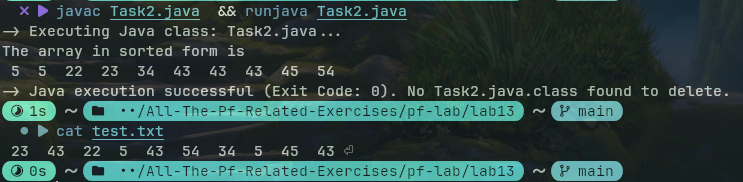 × ▶ javac Task2.java && runjava Task2.java
-> Executing Java class: Task2.java...
The array in sorted form is
5 5 22 23 34 43 43 43 45 54
-> Java execution successful (Exit Code: 0). No Task2.java.class found to delete.
1s ~ ··/All-The-Pf-Related-Exercises/pf-lab/lab13 ~ main
● ▶ cat test.txt
23 43 22 5 43 54 34 5 45 43 ⏎
0s ~ ··/All-The-Pf-Related-Exercises/pf-lab/lab13 ~ main